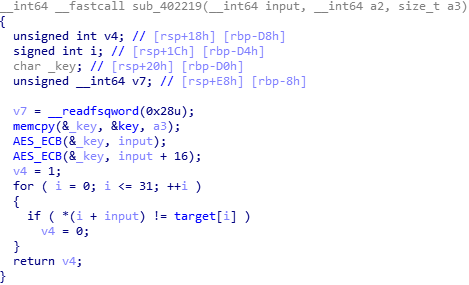 __int64 __fastcall sub_402219(__int64 input, __int64 a2, size_t a3)
{
  unsigned int v4; // [rsp+18h] [rbp-D8h]
  signed int i; // [rsp+1Ch] [rbp-D4h]
  char _key; // [rsp+20h] [rbp-D0h]
  unsigned __int64 v7; // [rsp+E8h] [rbp-8h]

  v7 = __readfsqword(0x28u);
  memcpy(&_key, &key, a3);
  AES_ECB(&_key, input);
  AES_ECB(&_key, input + 16);
  v4 = 1;
  for ( i = 0; i <= 31; ++i )
  {
    if ( *(i + input) != target[i] )
      v4 = 0;
  }
  return v4;
}